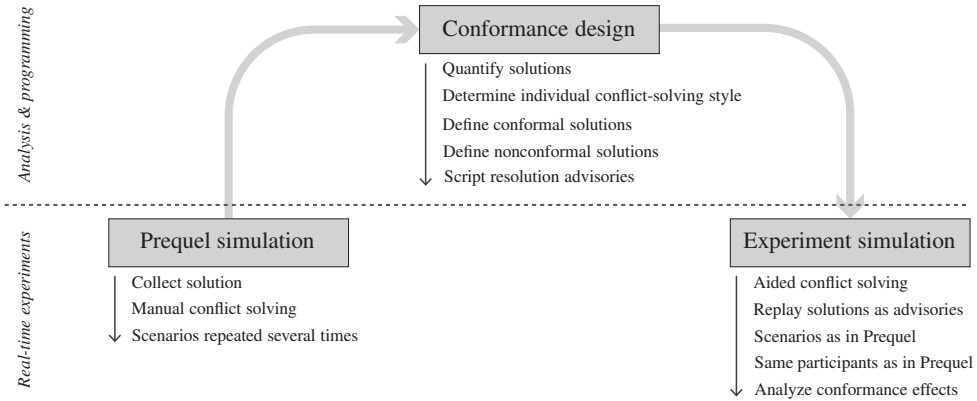 Analysis & programming
Conformance design
Quantify solutions
Determine individual conflict-solving style
Define conformal solutions
Define nonconformal solutions
Script resolution advisories
Real-time experiments
Prequel simulation
Collect solution
Manual conflict solving
Scenarios repeated several times
Experiment simulation
Aided conflict solving
Replay solutions as advisories
Scenarios as in Prequel
Same participants as in Prequel
Analyze conformance effects